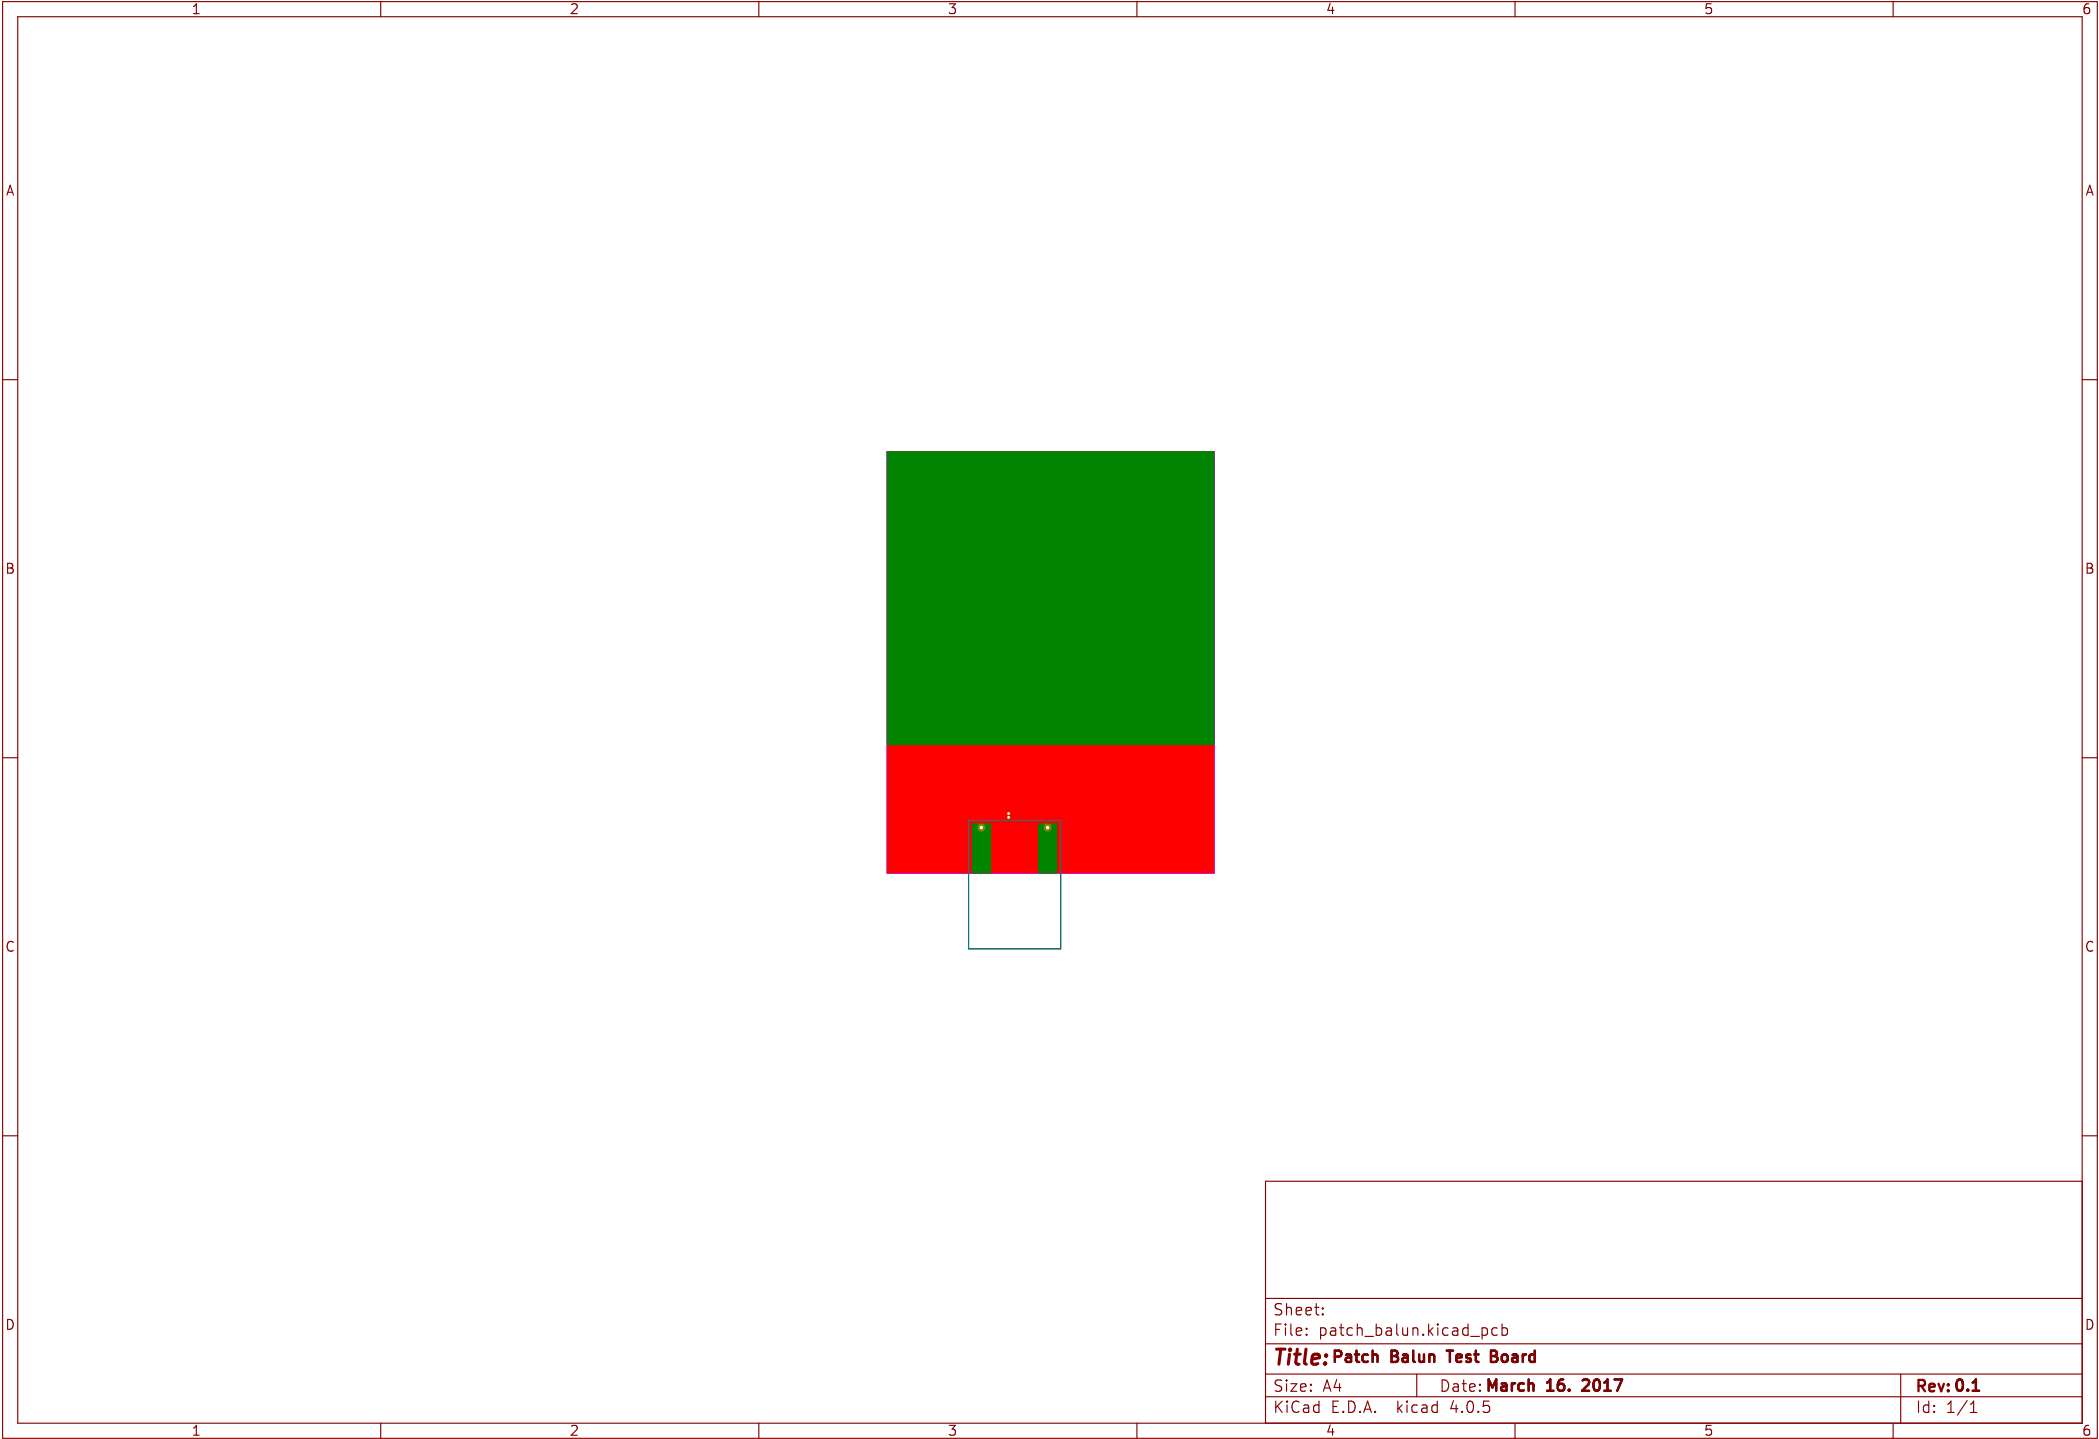 1 2 3 4 5 6
A A
B B
C C
Sheet:
File: patch_balun.kicad_pcb
D D
Title: Patch Balun Test Board
Size: A4 Date: March 16. 2017 Rev: 0.1
KiCad E.D.A. kicad 4.0.5 Id: 1/1
1 2 3 4 5 6